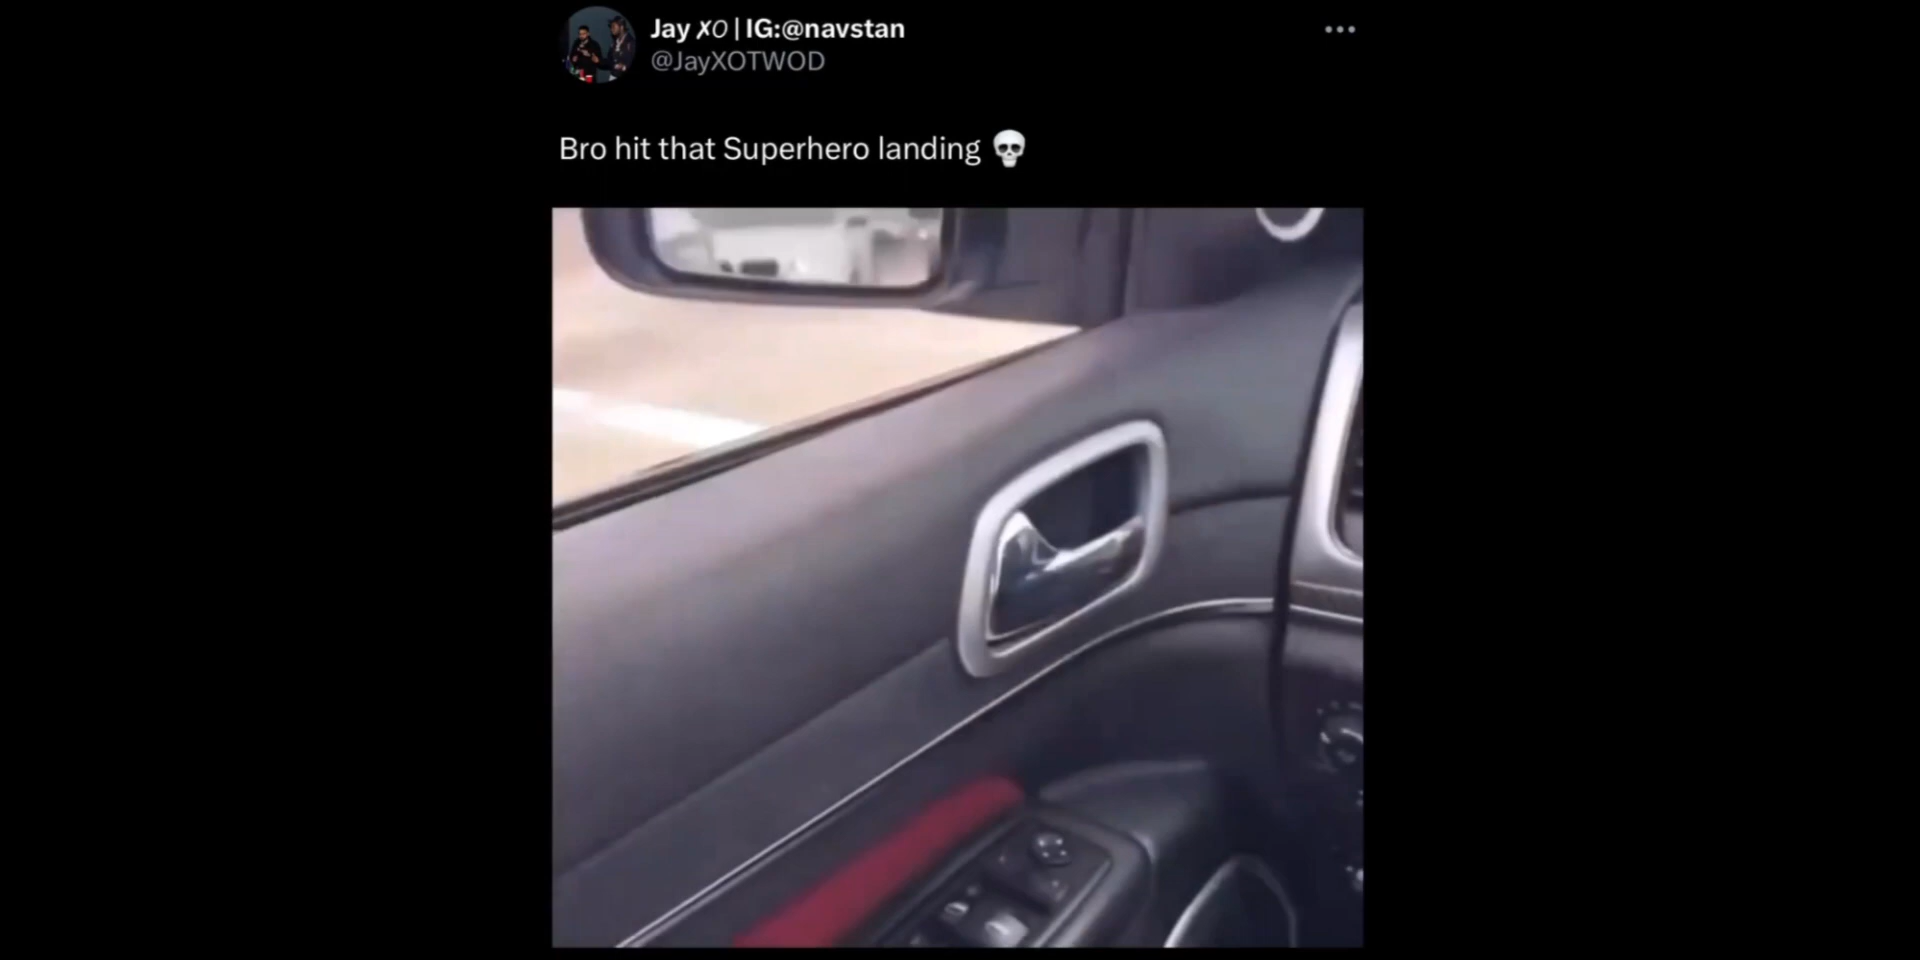 Jay XO | IG:@navstan
@JayXOTWOD
Bro hit that Superhero landing 💀